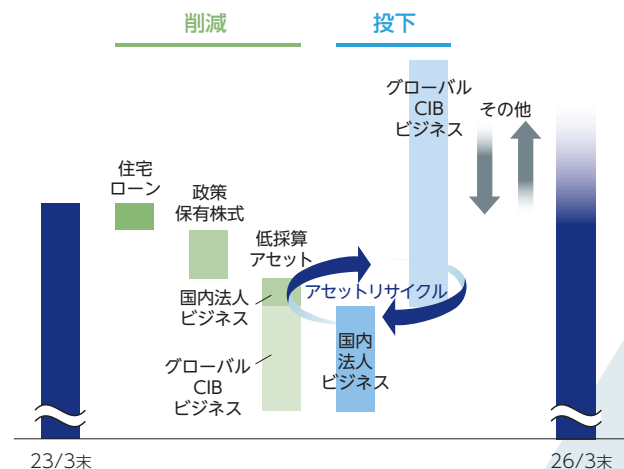 削減
投下
住宅
ローン
政策
保有株式
低採算
アセット
国内法人
ビジネス
グローバル
CIB
ビジネス
アセットリサイクル
国内
法人
ビジネス
グローバル
CIB
ビジネス
その他
23/3末
26/3末